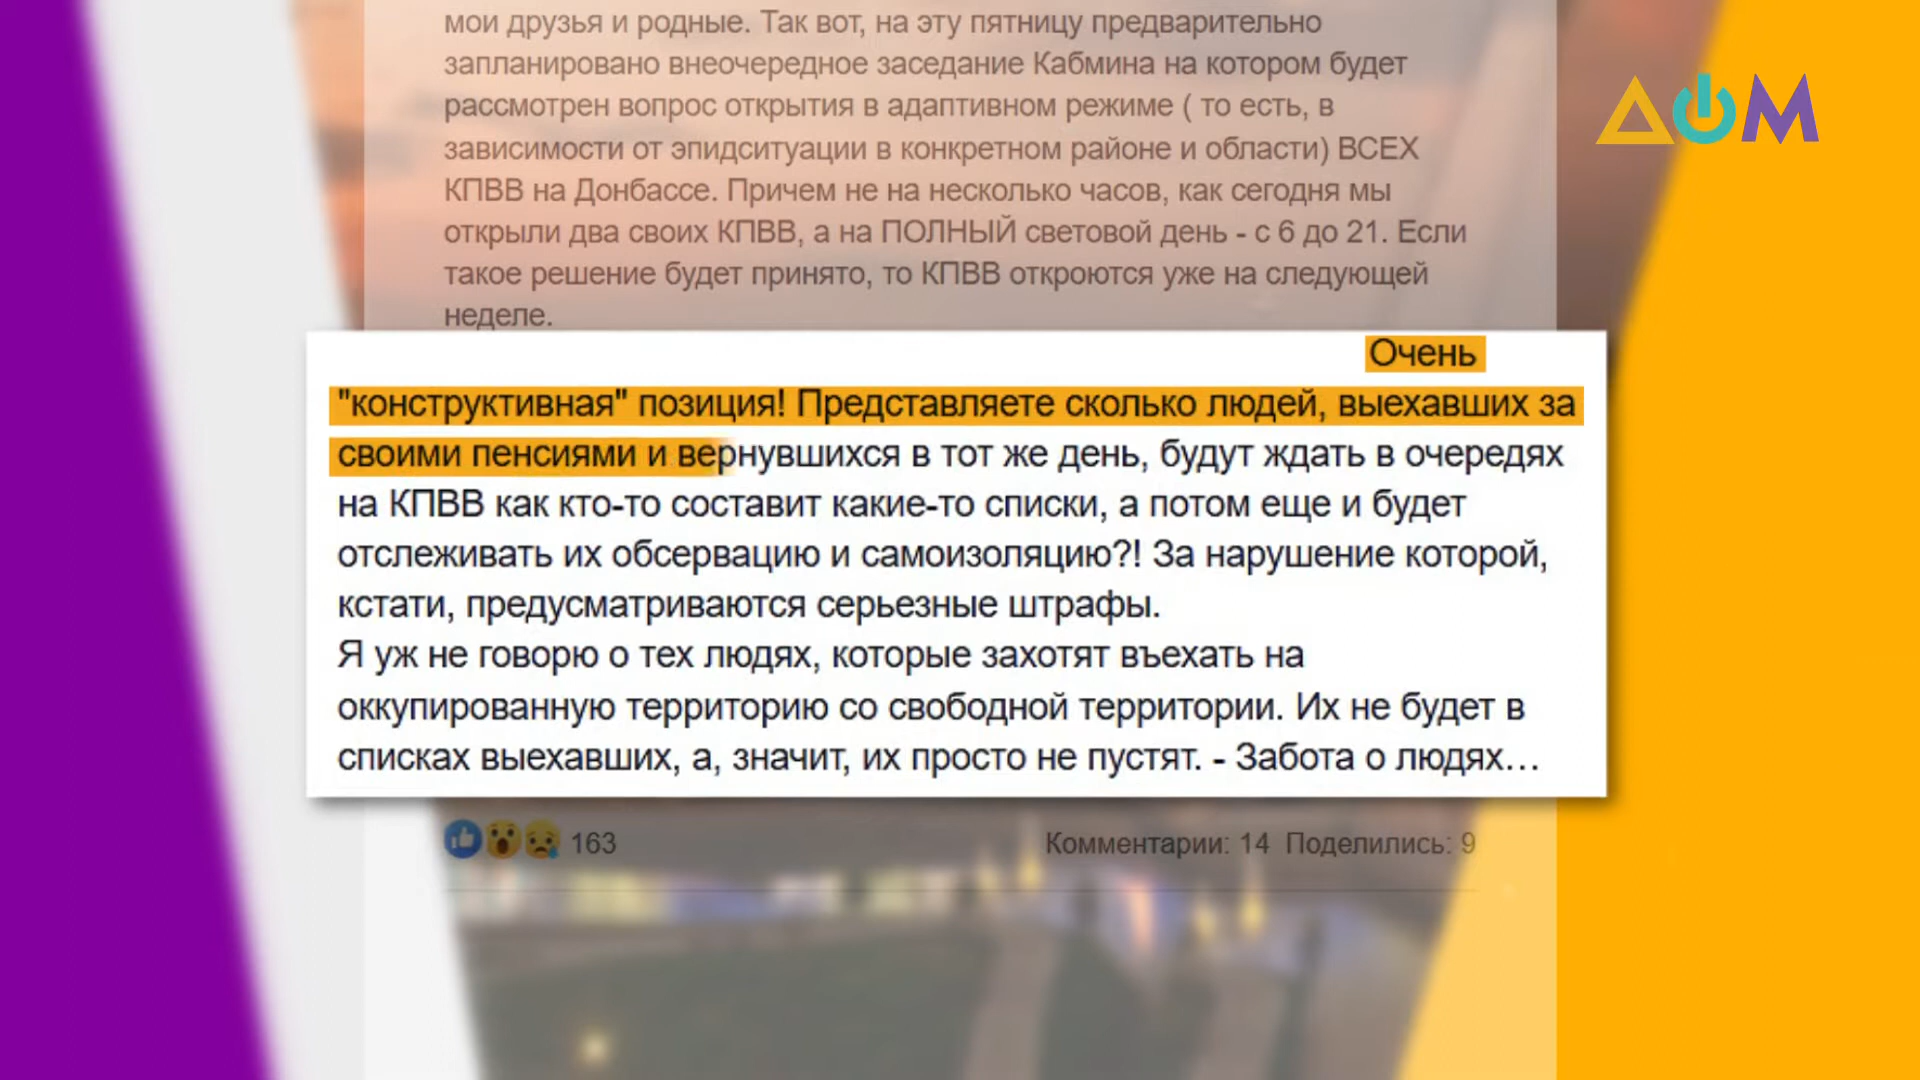 мои друзья и родные. Так вот, на эту пятницу предварительно
запланировано внеочередное заседание Кабмина на котором будет
рассмотрен вопрос открытия в адаптивном режиме ( то есть, в
зависимости от эпидситуации в конкретном районе и области) ВСЕХ
КПВВ на Донбассе. Причем не на несколько часов, как сегодня мы
открыли два своих КПВВ, а на ПОЛНЫЙ световой день - с 6 до 21. Если
такое решение будет принято, то КПВВ откроются уже на следующей
неделе.
ДОМ
Очень
"конструктивная" позиция! Представляете сколько людей, выехавших за
своими пенсиями и вернувшихся в тот же день, будут ждать в очередях
на КПВВ как кто-то составит какие-то списки, а потом еще и будет
отслеживать их обсервацию и самоизоляцию?! За нарушение которой,
кстати, предусматриваются серьезные штрафы.
Я уж не говорю о тех людях, которые захотят въехать на
оккупированную территорию со свободной территории. Их не будет в
списках выехавших, а, значит, их просто не пустят. - Забота о людях…
163 Комментарии: 14 Поделились: 9